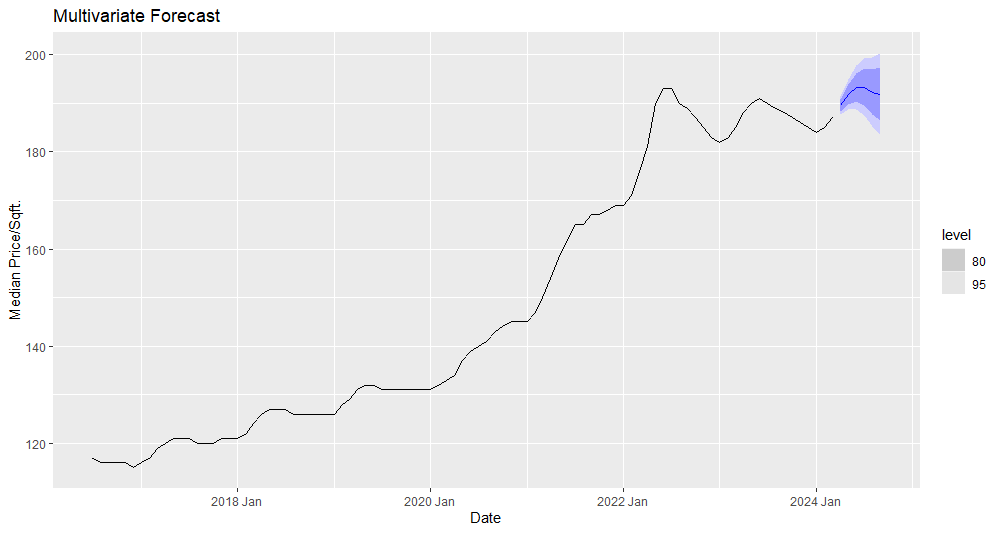 Multivariate Forecast
200
180
160
140
120
Median Price/Sqft.
2018 Jan
2020 Jan
2022 Jan
2024 Jan
Date
level
80
95